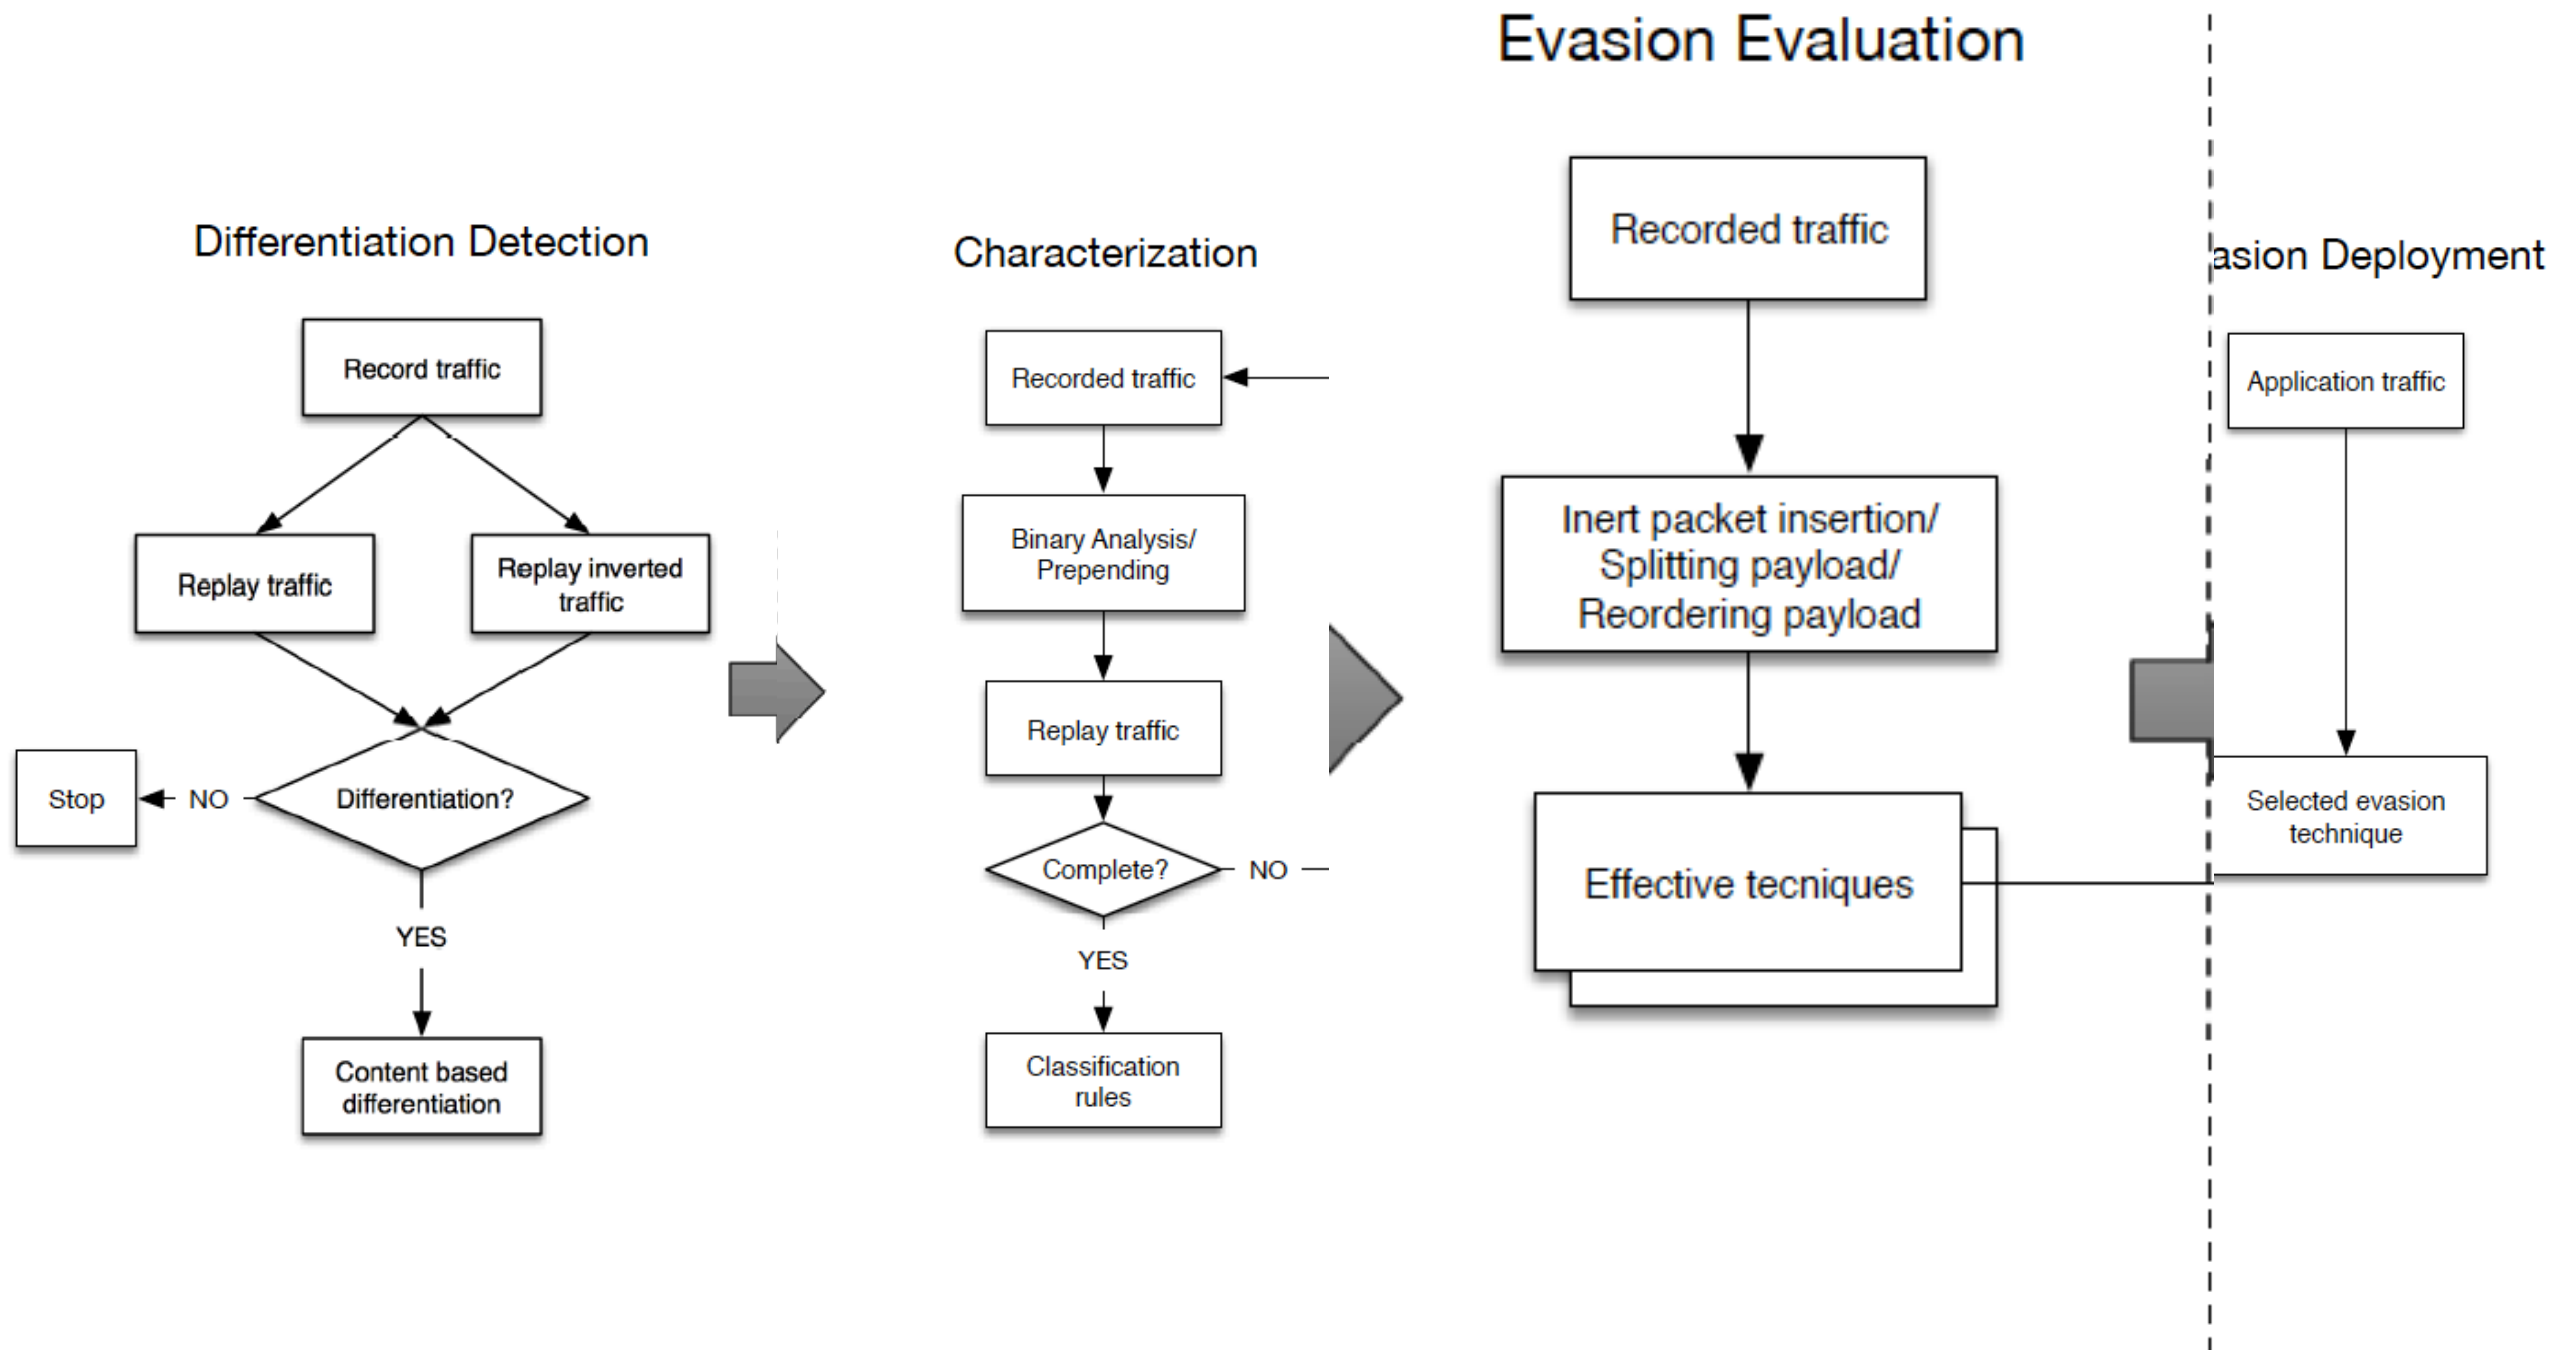 Differentiation Detection
Record traffic
Replay traffic
Replay inverted
traffic
Differentiation?
NO
Stop
YES
Content based
differentiation
Characterization
Recorded traffic
Binary Analysis/
Prepending
Replay traffic
Complete?
NO
YES
Classification
rules
Evasion Evaluation
Recorded traffic
Inert packet insertion/
Splitting payload/
Reordering payload
Effective tecniques
asion Deployment
Application traffic
Selected evasion
technique